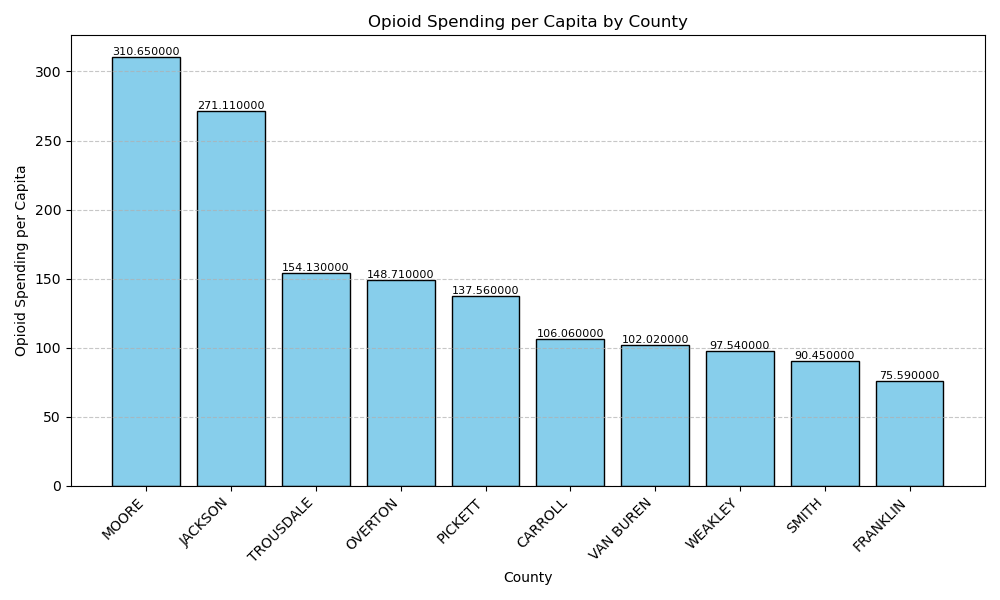 Opioid Spending per Capita by County
Opioid Spending per Capita
300
250
200
150
100
50
0
310.650000
271.110000
154.130000
148.710000
137.560000
106.060000
102.020000
97.540000
90.450000
75.590000
MOORE
JACKSON
TROUSDALE
OVERTON
PICKETT
CARROLL
VAN BUREN
WEAKLEY
SMITH
FRANKLIN
County